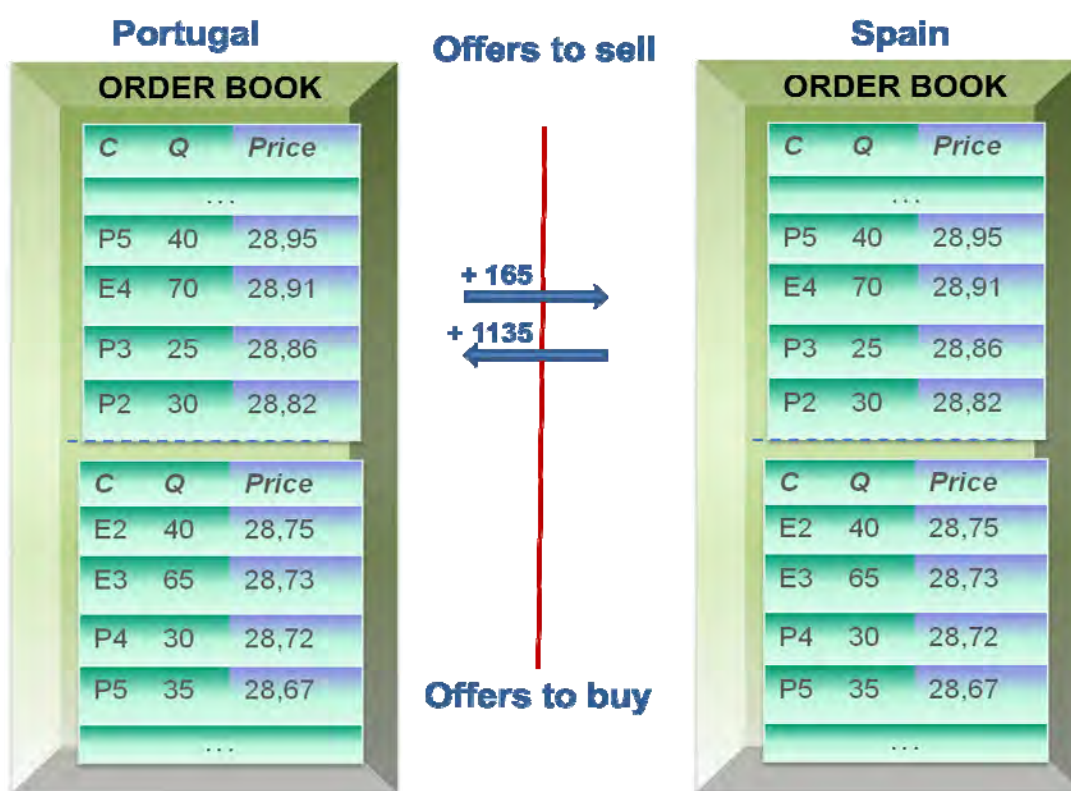 Portugal
Offers to sell
Spain
ORDER BOOK
C Q Price
...
P5 40 28,95
E4 70 28,91
P3 25 28,86
P2 30 28,82
C Q Price
E2 40 28,75
E3 65 28,73
P4 30 28,72
P5 35 28,67
...
+ 165
+ 1135
Offers to buy
ORDER BOOK
C Q Price
...
P5 40 28,95
E4 70 28,91
P3 25 28,86
P2 30 28,82
C Q Price
E2 40 28,75
E3 65 28,73
P4 30 28,72
P5 35 28,67
...